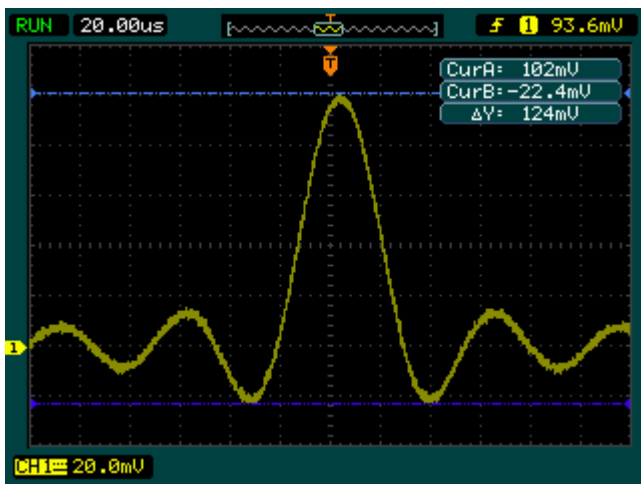 RUN 20.00us T f 1 93.6mV
T
CurA: 102mV
CurB:-22.4mV
ΔY: 124mV
1
CH1 20.0mV